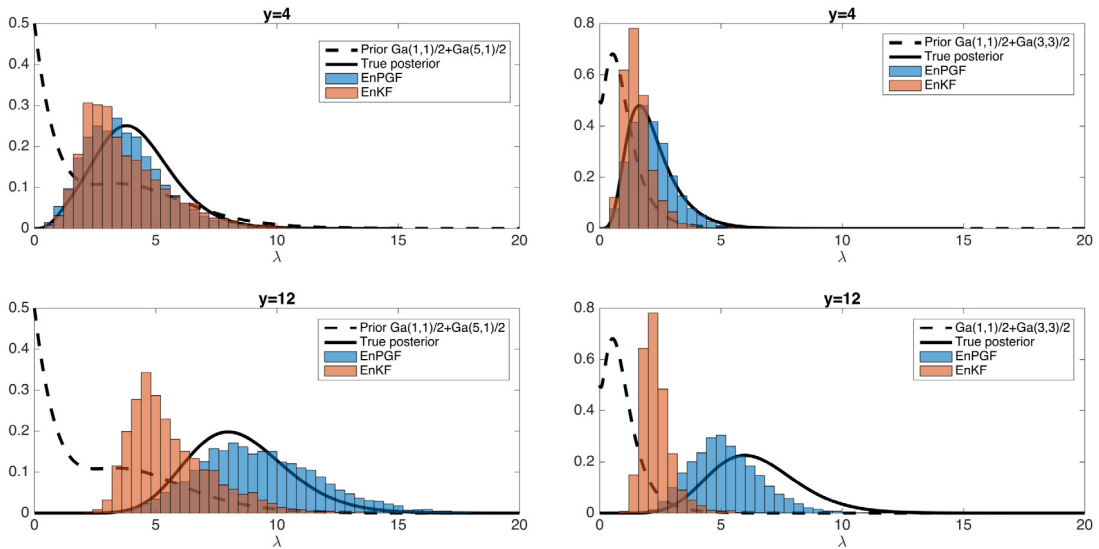 y=4
0.5
0.4
0.3
0.2
0.1
0
0 5 10 15 20
λ
Prior Ga(1,1)/2+Ga(5,1)/2
True posterior
EnPGF
EnKF
y=4
0.8
0.6
0.4
0.2
0
0 5 10 15 20
λ
Prior Ga(1,1)/2+Ga(3,3)/2
True posterior
EnPGF
EnKF
y=12
0.5
0.4
0.3
0.2
0.1
0
0 5 10 15 20
λ
Prior Ga(1,1)/2+Ga(5,1)/2
True posterior
EnPGF
EnKF
y=12
0.8
0.6
0.4
0.2
0
0 5 10 15 20
λ
Ga(1,1)/2+Ga(3,3)/2
True posterior
EnPGF
EnKF